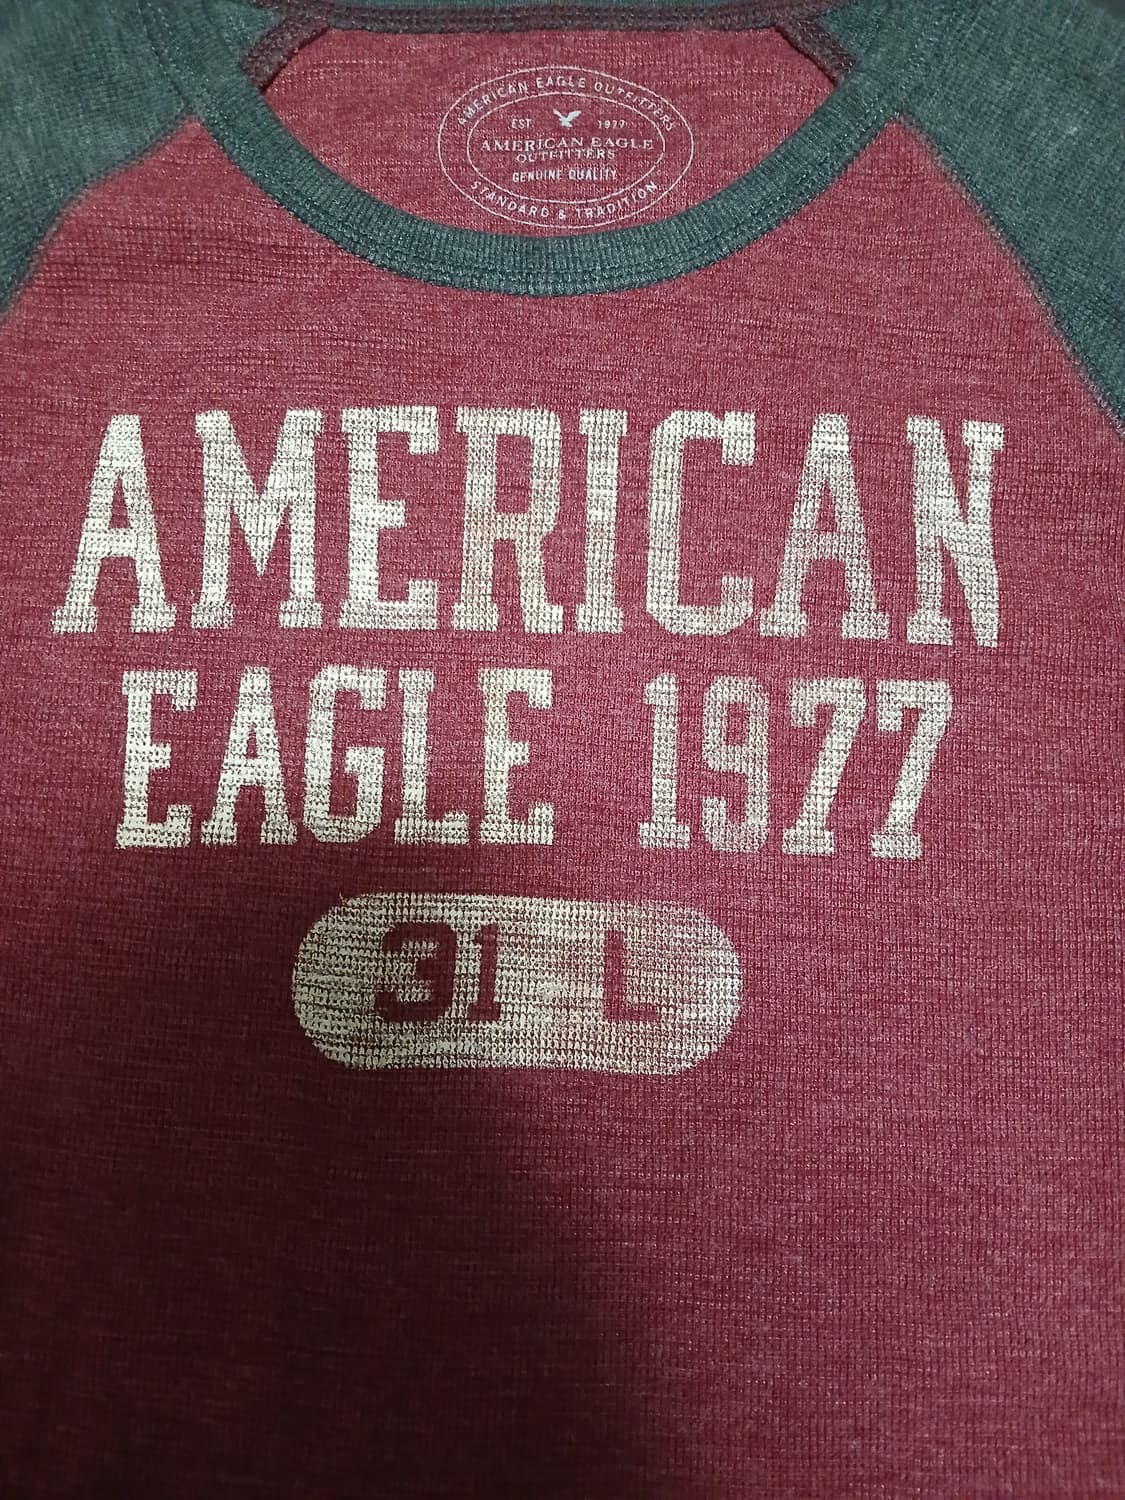 AMERICAN EAGLE OUTFITTERS
EST. 1977
AMERICAN EAGLE
OUTFITTERS
GENUINE QUALITY
STANDARD & TRADITION
AMERICAN
EAGLE 1977
31 - L